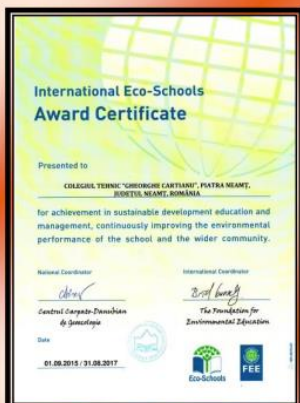 International Eco-Schools
Award Certificate
Presented to
COLEGIUL TEHNIC "GHEORGHE CARTIANU", PIATRA NEAMȚ,
JUDEȚUL NEAMȚ, ROMÂNIA
for achievement in sustainable development education and
management, continuously improving the environmental
performance of the school and the wider community.
National Coordinator
International Coordinator
Centrul Carpato-Danubian
de Geoecologie
The Foundation for
Environmental Education
Date
01.09.2015 / 31.08.2017
Eco-Schools
FEE